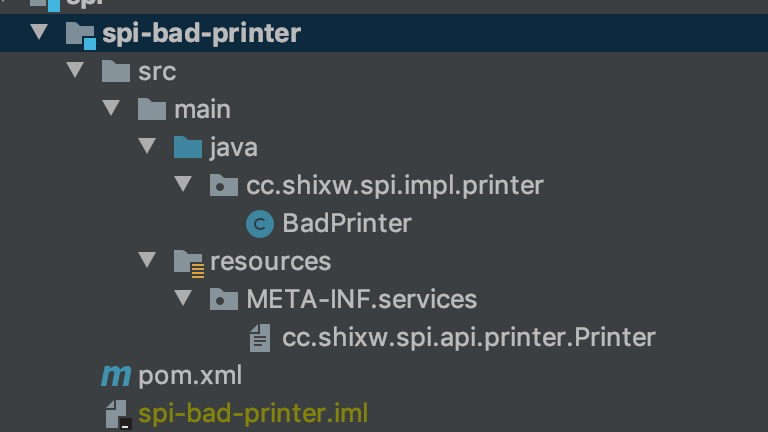 spi
spi-bad-printer
src
main
java
cc.shixw.spi.impl.printer
C BadPrinter
resources
META-INF.services
cc.shixw.spi.api.printer.Printer
m pom.xml
spi-bad-printer.iml